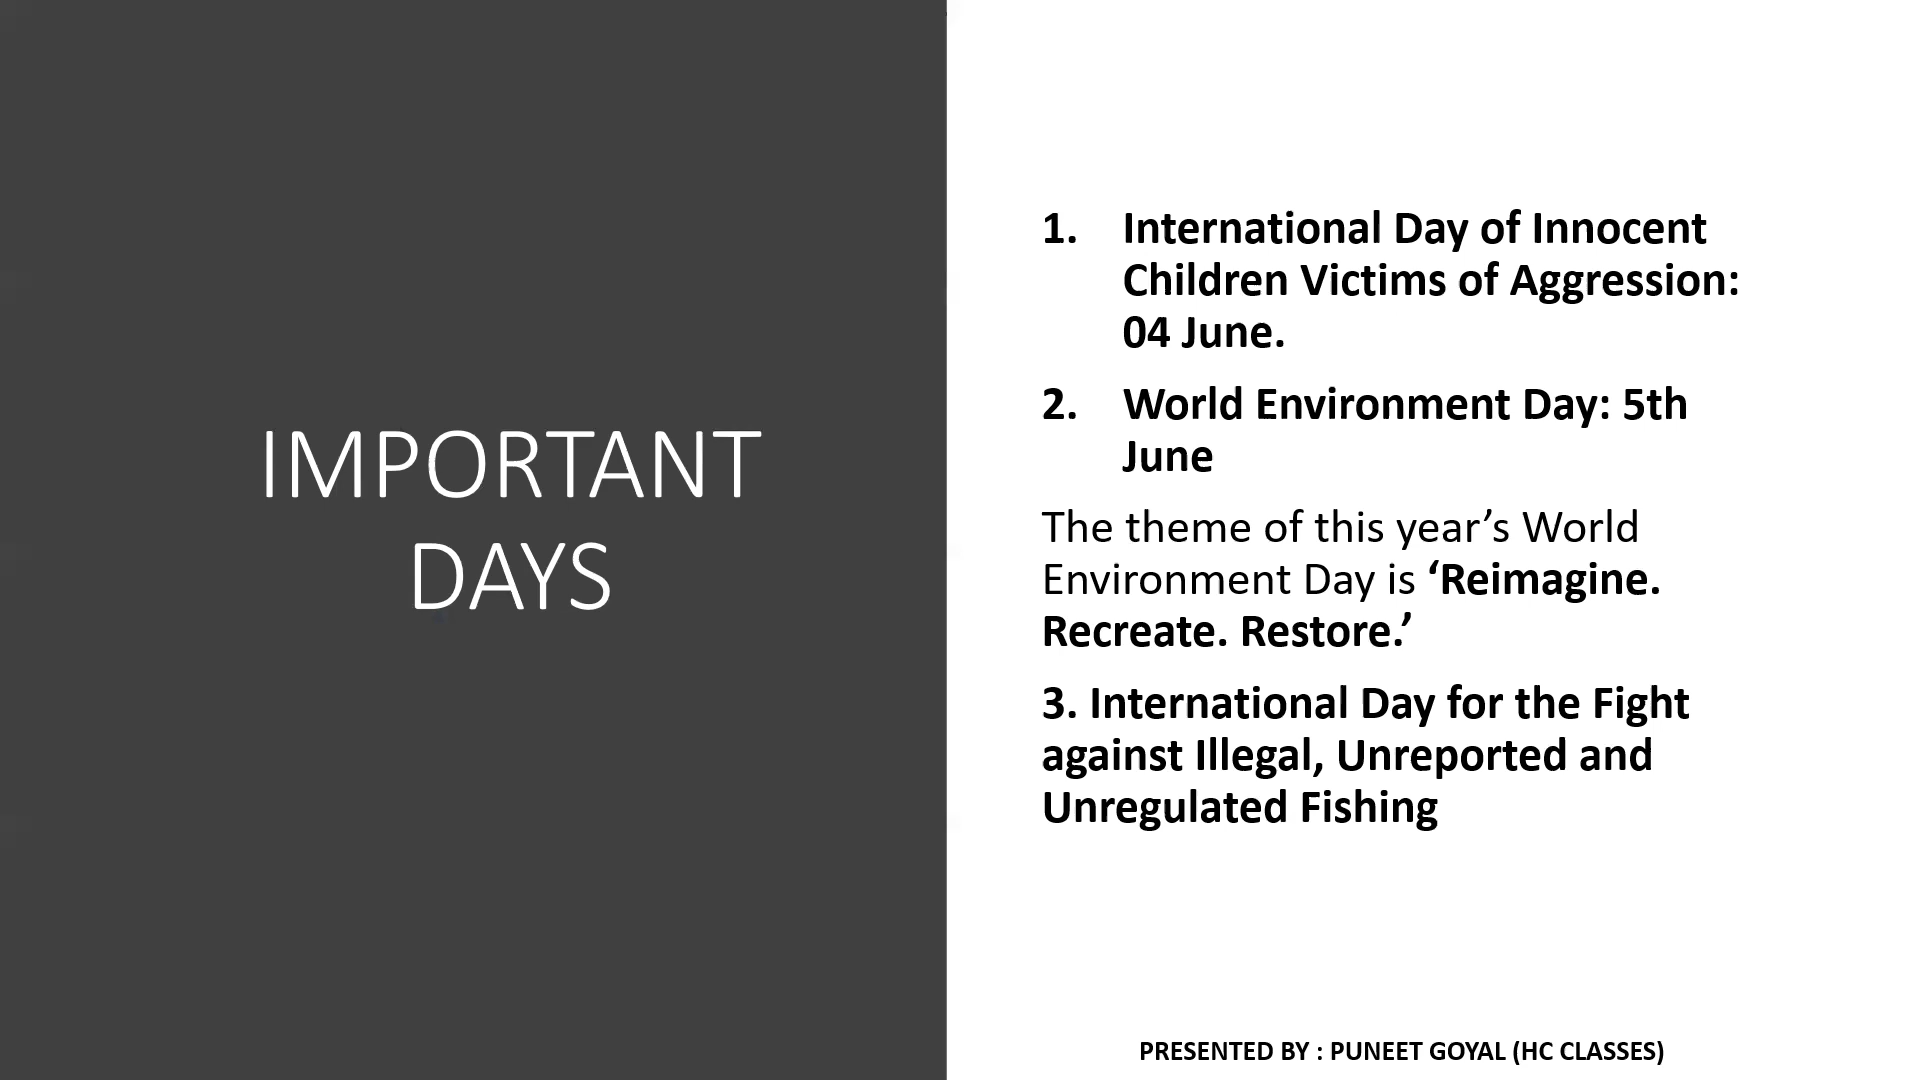 IMPORTANT
DAYS
1. International Day of Innocent
Children Victims of Aggression:
04 June.
2. World Environment Day: 5th
June
The theme of this year’s World
Environment Day is ‘Reimagine.
Recreate. Restore.’
3. International Day for the Fight
against Illegal, Unreported and
Unregulated Fishing
PRESENTED BY : PUNEET GOYAL (HC CLASSES)